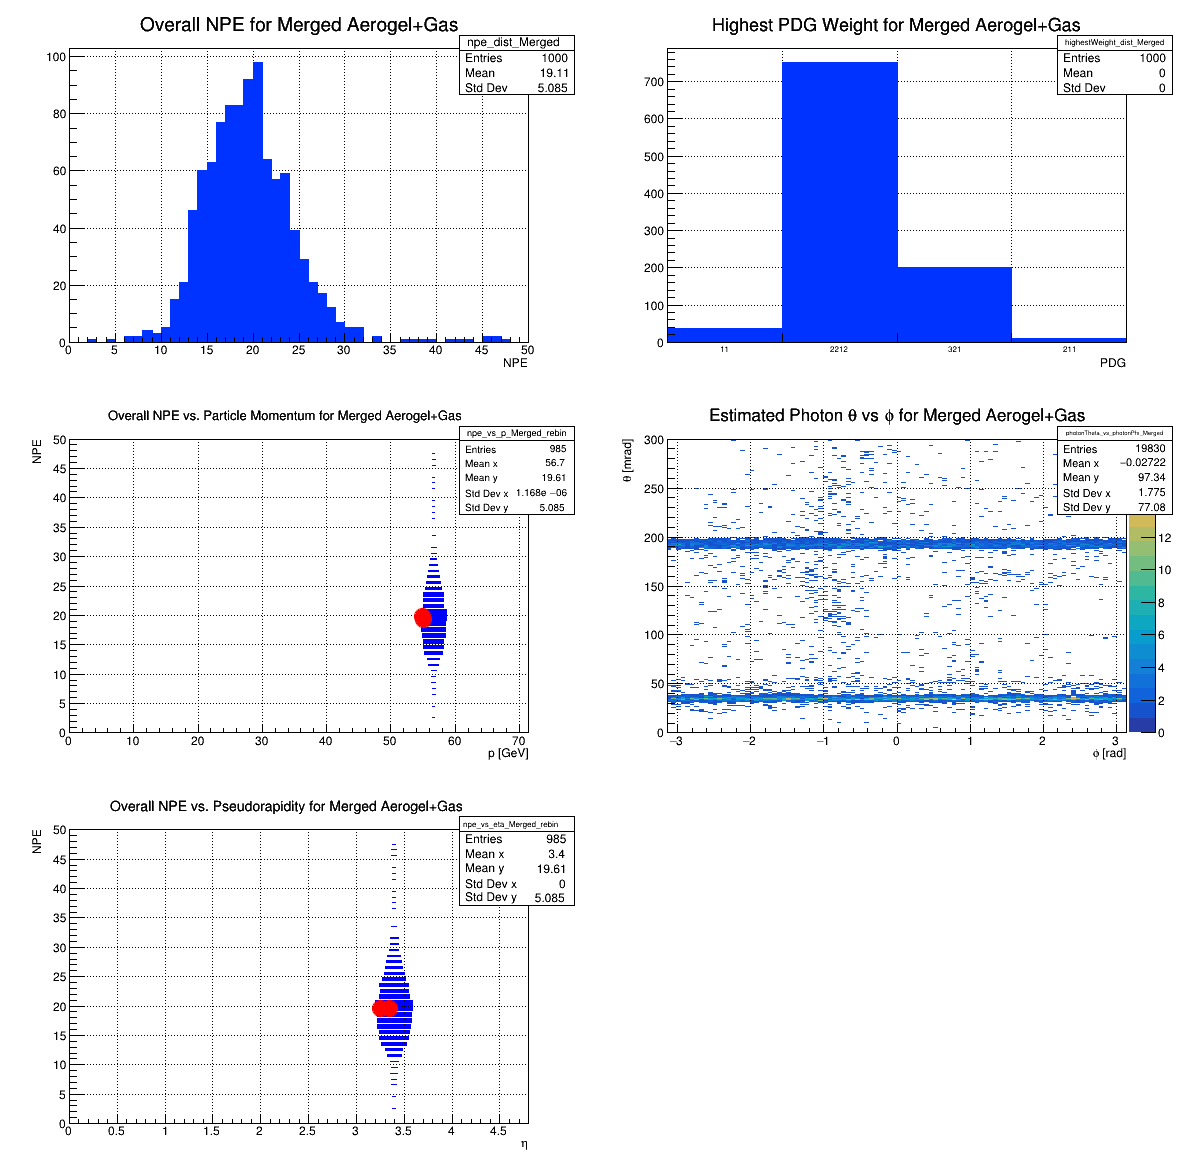 Overall NPE for Merged Aerogel+Gas
npe_dist_Merged
Entries 1000
Mean 19.11
Std Dev 5.085
100
80
60
40
20
0
0 5 10 15 20 25 30 35 40 45 50
NPE
Highest PDG Weight for Merged Aerogel+Gas
highestWeight_dist_Merged
Entries 1000
Mean 0
Std Dev 0
700
600
500
400
300
200
100
0
11 2212 321 211
PDG
Overall NPE vs. Particle Momentum for Merged Aerogel+Gas
NPE
npe_vs_p_Merged_rebin
Entries 985
Mean x 56.7
Mean y 19.61
Std Dev x 1.168e −06
Std Dev y 5.085
50
45
40
35
30
25
20
15
10
5
0
0 10 20 30 40 50 60 70
p [GeV]
Estimated Photon θ vs ϕ for Merged Aerogel+Gas
θ [mrad]
photonTheta_vs_photonPhi_Merged
Entries 19830
Mean x −0.02722
Mean y 97.34
Std Dev x 1.775
Std Dev y 77.08
300
250
200
150
100
50
0
−3 −2 −1 0 1 2 3
ϕ [rad]
12
10
8
6
4
2
0
Overall NPE vs. Pseudorapidity for Merged Aerogel+Gas
NPE
npe_vs_eta_Merged_rebin
Entries 985
Mean x 3.4
Mean y 19.61
Std Dev x 0
Std Dev y 5.085
50
45
40
35
30
25
20
15
10
5
0
0 0.5 1 1.5 2 2.5 3 3.5 4 4.5
η